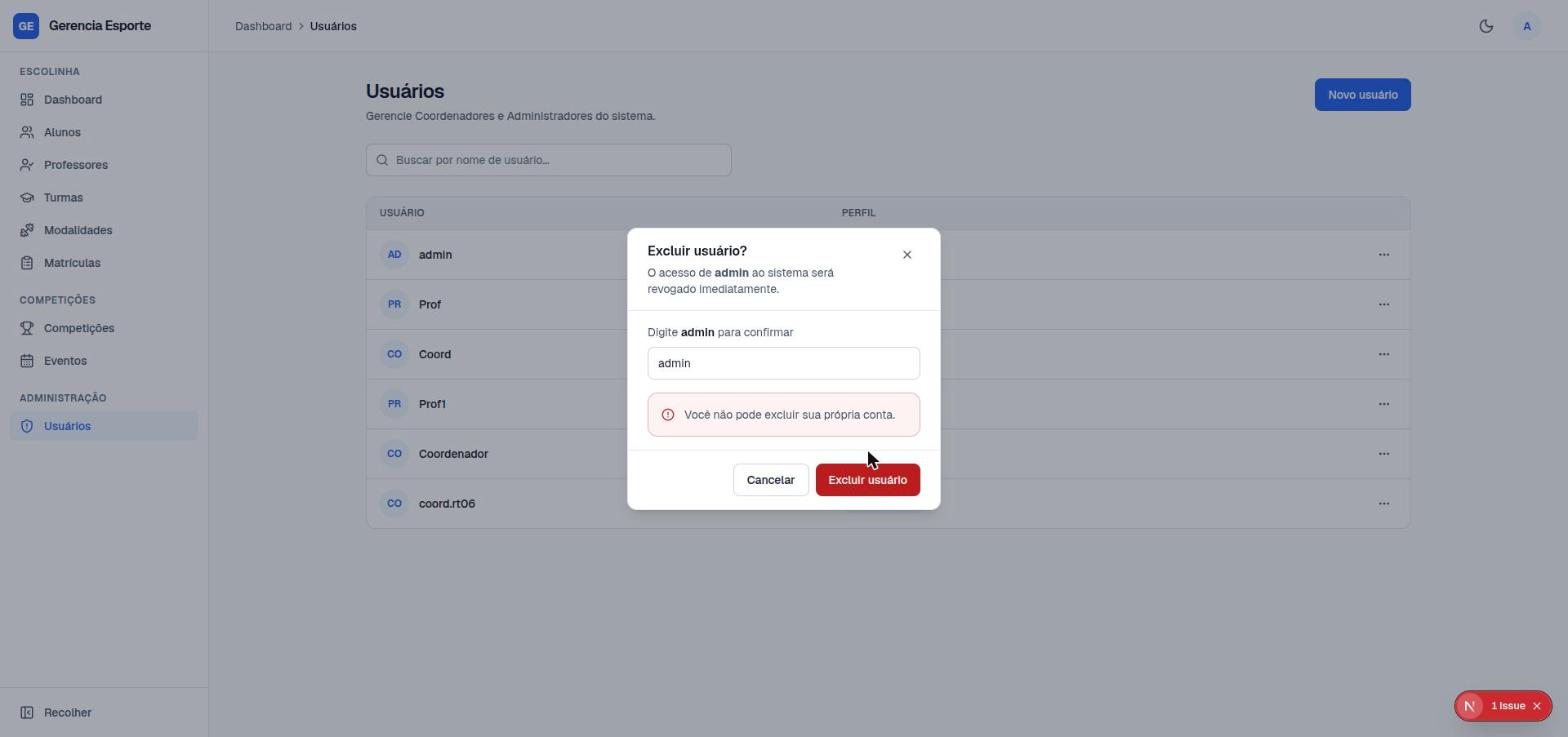 GE Gerencia Esporte
Dashboard > Usuários
A
ESCOLINHA
Dashboard
Alunos
Professores
Turmas
Modalidades
Matrículas
COMPETIÇÕES
Competições
Eventos
ADMINISTRAÇÃO
Usuários
Recolher
Usuários
Gerencie Coordenadores e Administradores do sistema.
Novo usuário
Buscar por nome de usuário...
USUÁRIO PERFIL
AD admin
PR Prof
CO Coord
PR Prof1
CO Coordenador
CO coord.rt06
Excluir usuário?
O acesso de admin ao sistema será
revogado imediatamente.
Digite admin para confirmar
admin
Você não pode excluir sua própria conta.
Cancelar Excluir usuário
N 1 Issue